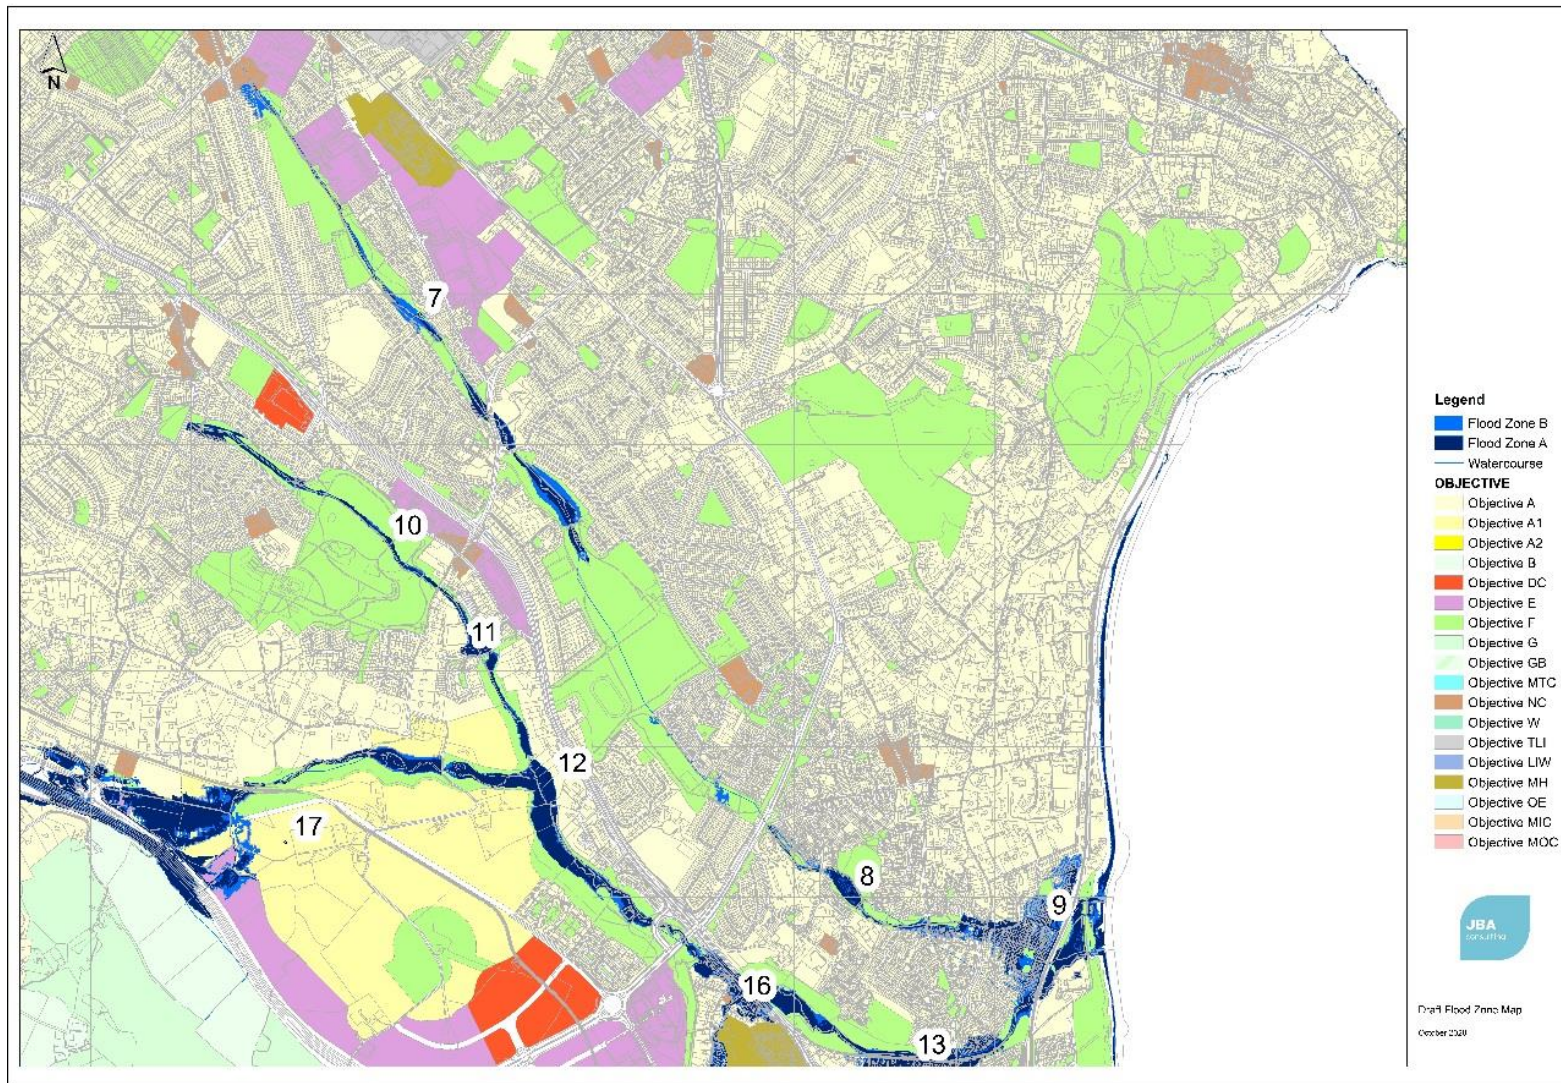 N
7
10
11
12
17
8
9
16
13
Legend
Flood Zone B
Flood Zone A
Watercourse
OBJECTIVE
Objective A
Objective A1
Objective A2
Objective B
Objective DC
Objective E
Objective F
Objective G
Objective GB
Objective MTC
Objective NC
Objective W
Objective TLI
Objective LIW
Objective MH
Objective OE
Objective MIC
Objective MOC
JBA
consulting
Draft Flood Zone Map
October 2020